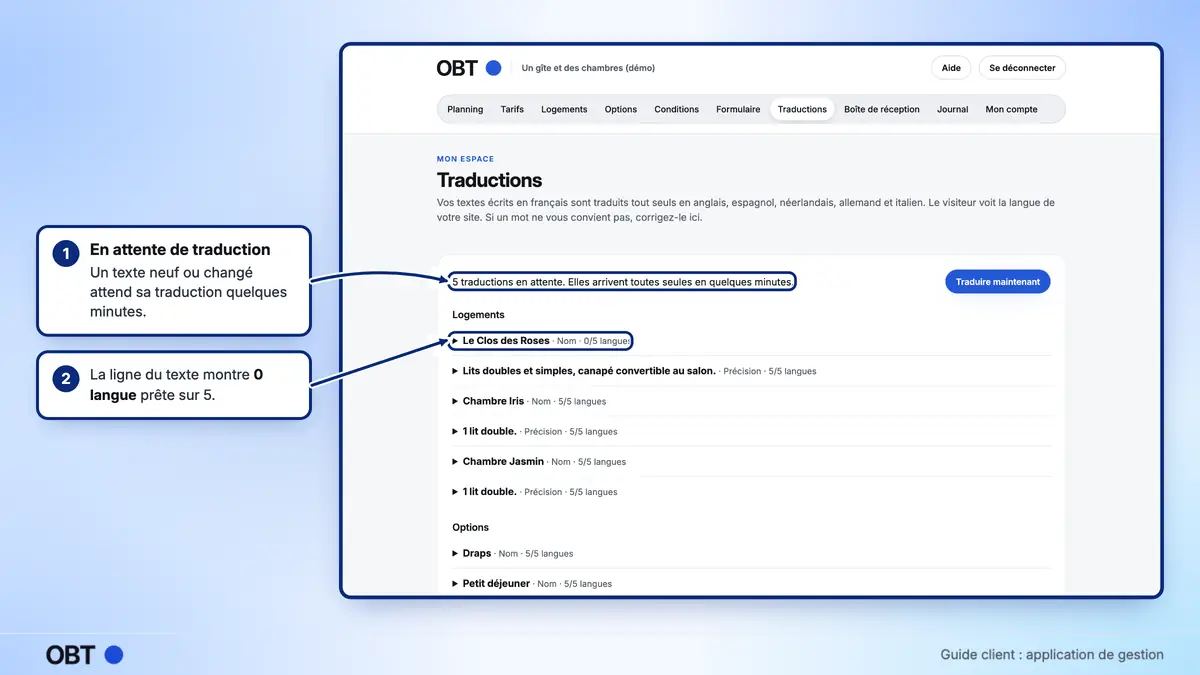 OBT
Un gîte et des chambres (démo)
Aide
Se déconnecter
Planning
Tarifs
Logements
Options
Conditions
Formulaire
Traductions
Boîte de réception
Journal
Mon compte
MON ESPACE
Traductions
Vos textes écrits en français sont traduits tout seuls en anglais, espagnol, néerlandais, allemand et italien. Le visiteur voit la langue de
votre site. Si un mot ne vous convient pas, corrigez-le ici.
1
En attente de traduction
Un texte neuf ou changé
attend sa traduction quelques
minutes.
2
La ligne du texte montre 0
langue prête sur 5.
5 traductions en attente. Elles arrivent toutes seules en quelques minutes.
Traduire maintenant
Logements
Le Clos des Roses · Nom · 0/5 langues
Lits doubles et simples, canapé convertible au salon. · Précision · 5/5 langues
Chambre Iris · Nom · 5/5 langues
1 lit double. · Précision · 5/5 langues
Chambre Jasmin · Nom · 5/5 langues
1 lit double. · Précision · 5/5 langues
Options
Draps · Nom · 5/5 langues
Petit déjeuner · Nom · 5/5 langues
OBT
Guide client : application de gestion